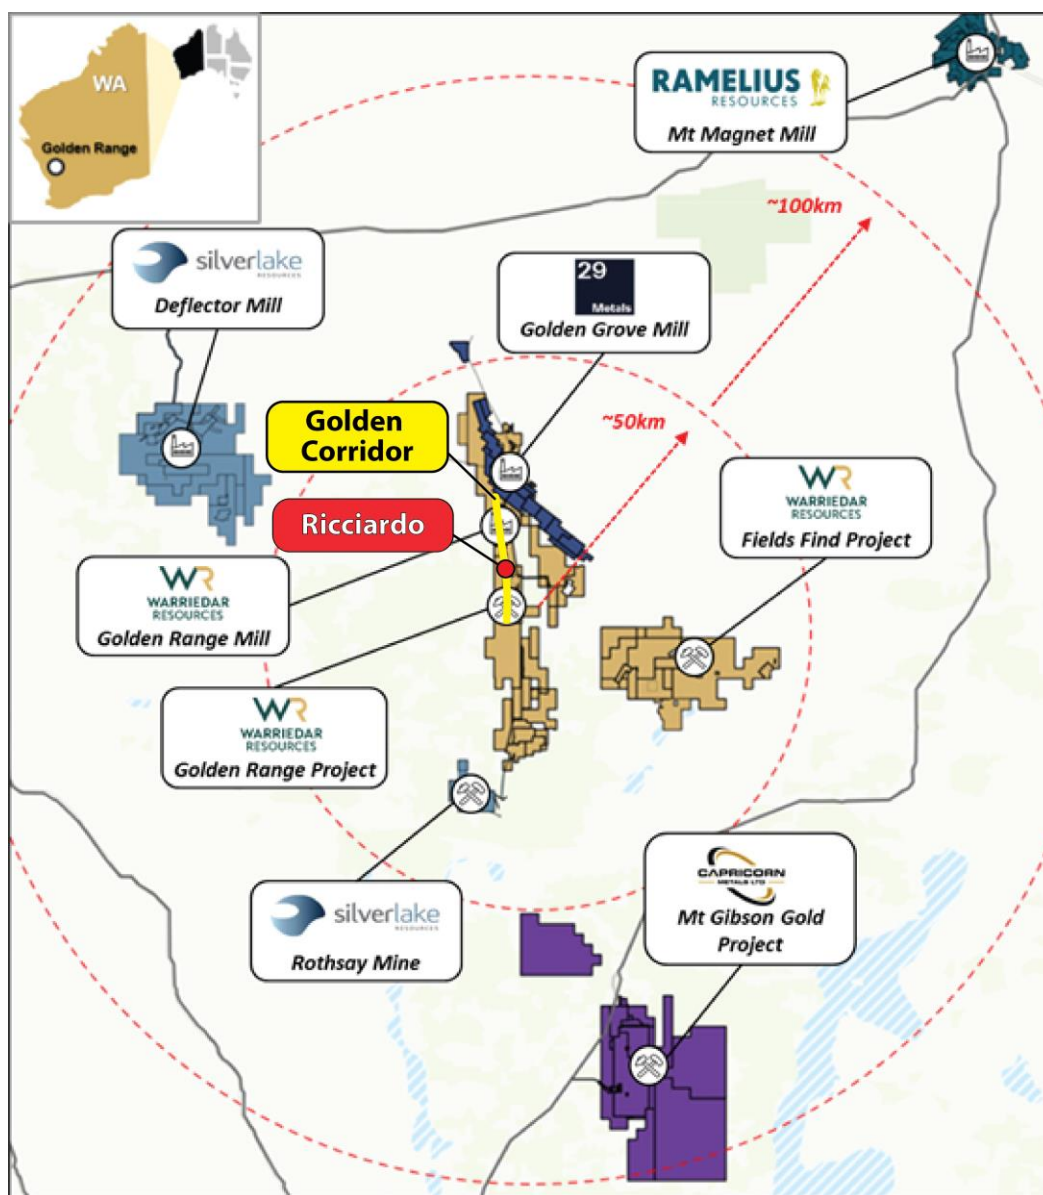 WA
Golden Range
RAMELIUS
RESOURCES
Mt Magnet Mill
~100km
silverlake
RESOURCES
Deflector Mill
29
Metals
Golden Grove Mill
Golden
Corridor
~50km
Ricciardo
WR
WARRIEDAR
RESOURCES
Fields Find Project
WR
WARRIEDAR
RESOURCES
Golden Range Mill
WR
WARRIEDAR
RESOURCES
Golden Range Project
CAPRICORN
METALS LTD
Mt Gibson Gold
Project
silverlake
RESOURCES
Rothsay Mine